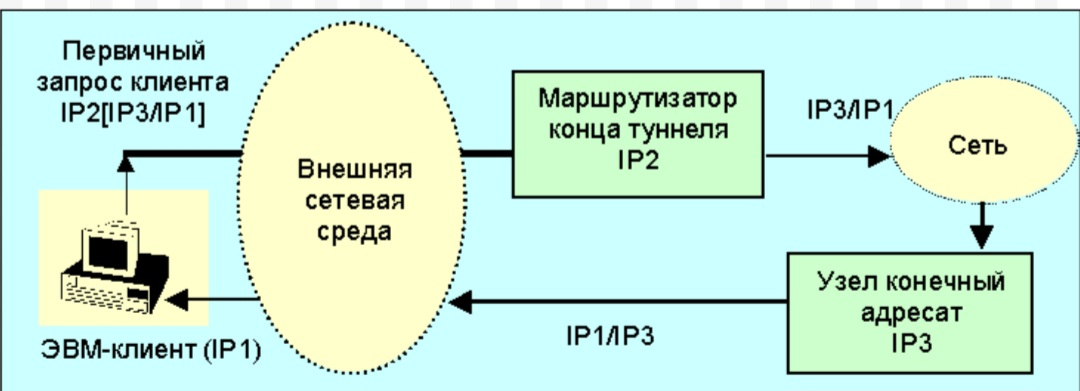 Первичный
запрос клиента
IP2[IP3/IP1]
Внешняя
сетевая
среда
Маршрутизатор
конца туннеля
IP2
IP3/IP1
Сеть
Узел конечный
адресат
IP3
IP1/IP3
ЭВМ-клиент (IP1)